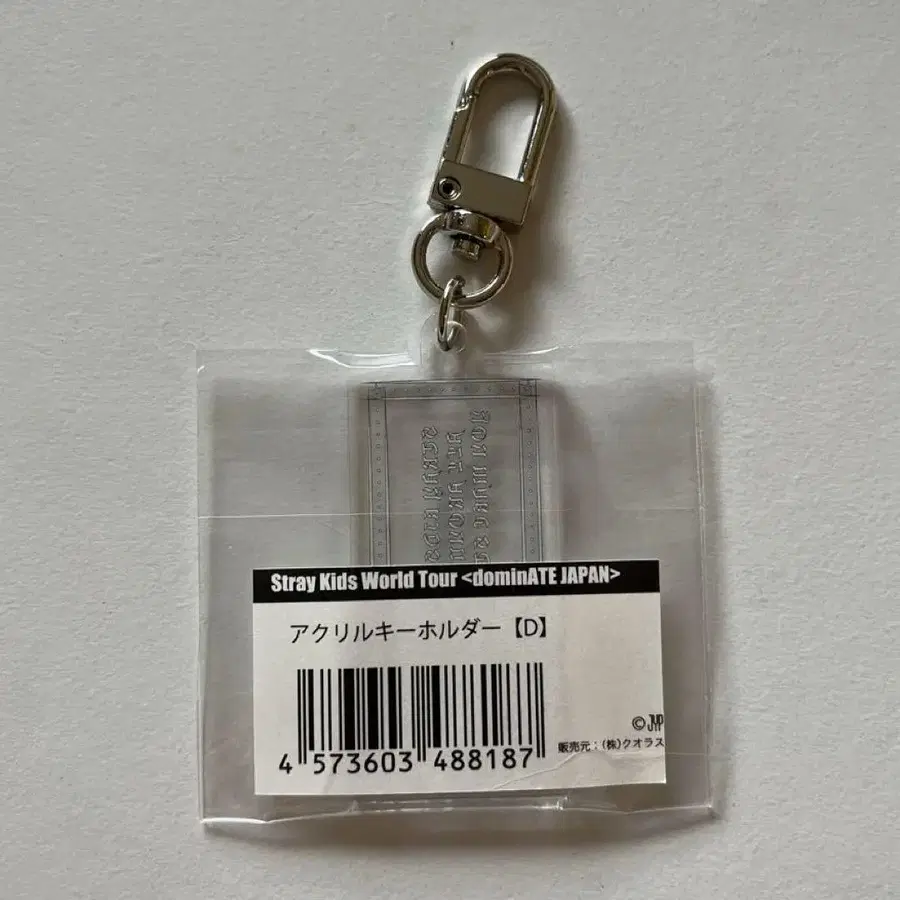 Stray Kids World Tour <dominATE JAPAN>
アクリルキーホルダー【D】
© JYP
販売元：(株)クオラス
4 573603 488187